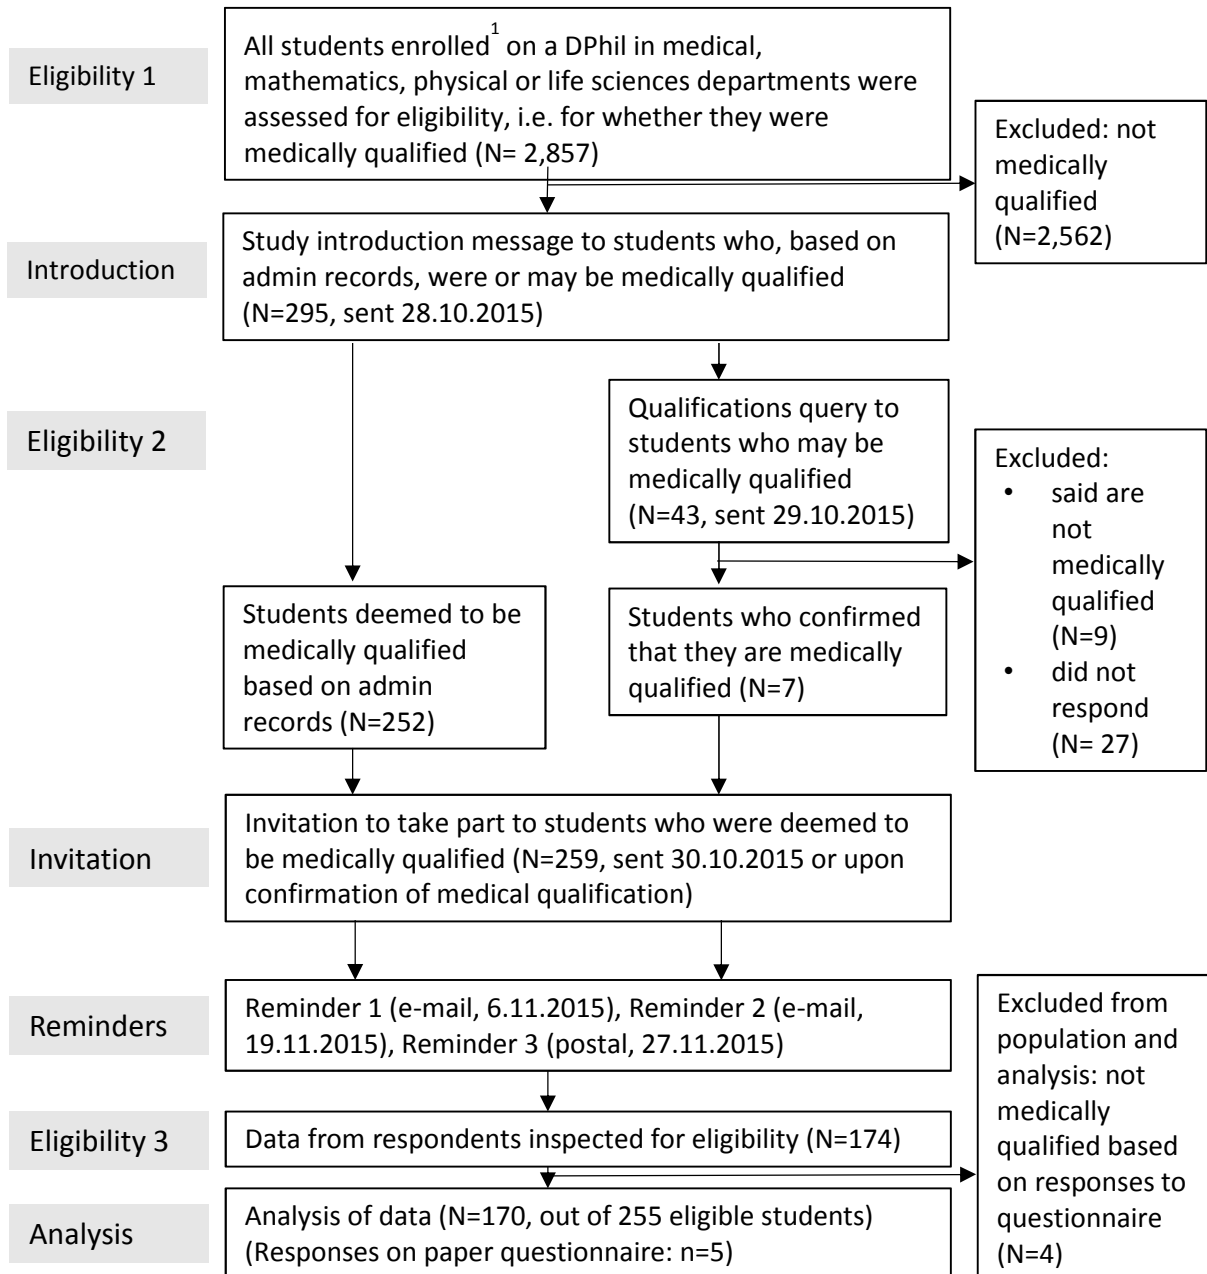 Eligibility 1
All students enrolled1 on a DPhil in medical,
mathematics, physical or life sciences departments were
assessed for eligibility, i.e. for whether they were
medically qualified (N= 2,857)
Excluded: not
medically
qualified
(N=2,562)
Introduction
Study introduction message to students who, based on
admin records, were or may be medically qualified
(N=295, sent 28.10.2015)
Eligibility 2
Qualifications query to
students who may be
medically qualified
(N=43, sent 29.10.2015)
Excluded:
• said are
not
medically
qualified
(N=9)
• did not
respond
(N= 27)
Students deemed to be
medically qualified
based on admin
records (N=252)
Students who confirmed
that they are medically
qualified (N=7)
Invitation
Invitation to take part to students who were deemed to
be medically qualified (N=259, sent 30.10.2015 or upon
confirmation of medical qualification)
Reminders
Reminder 1 (e-mail, 6.11.2015), Reminder 2 (e-mail,
19.11.2015), Reminder 3 (postal, 27.11.2015)
Excluded from
population and
analysis: not
medically
qualified based
on responses to
questionnaire
(N=4)
Eligibility 3
Data from respondents inspected for eligibility (N=174)
Analysis
Analysis of data (N=170, out of 255 eligible students)
(Responses on paper questionnaire: n=5)